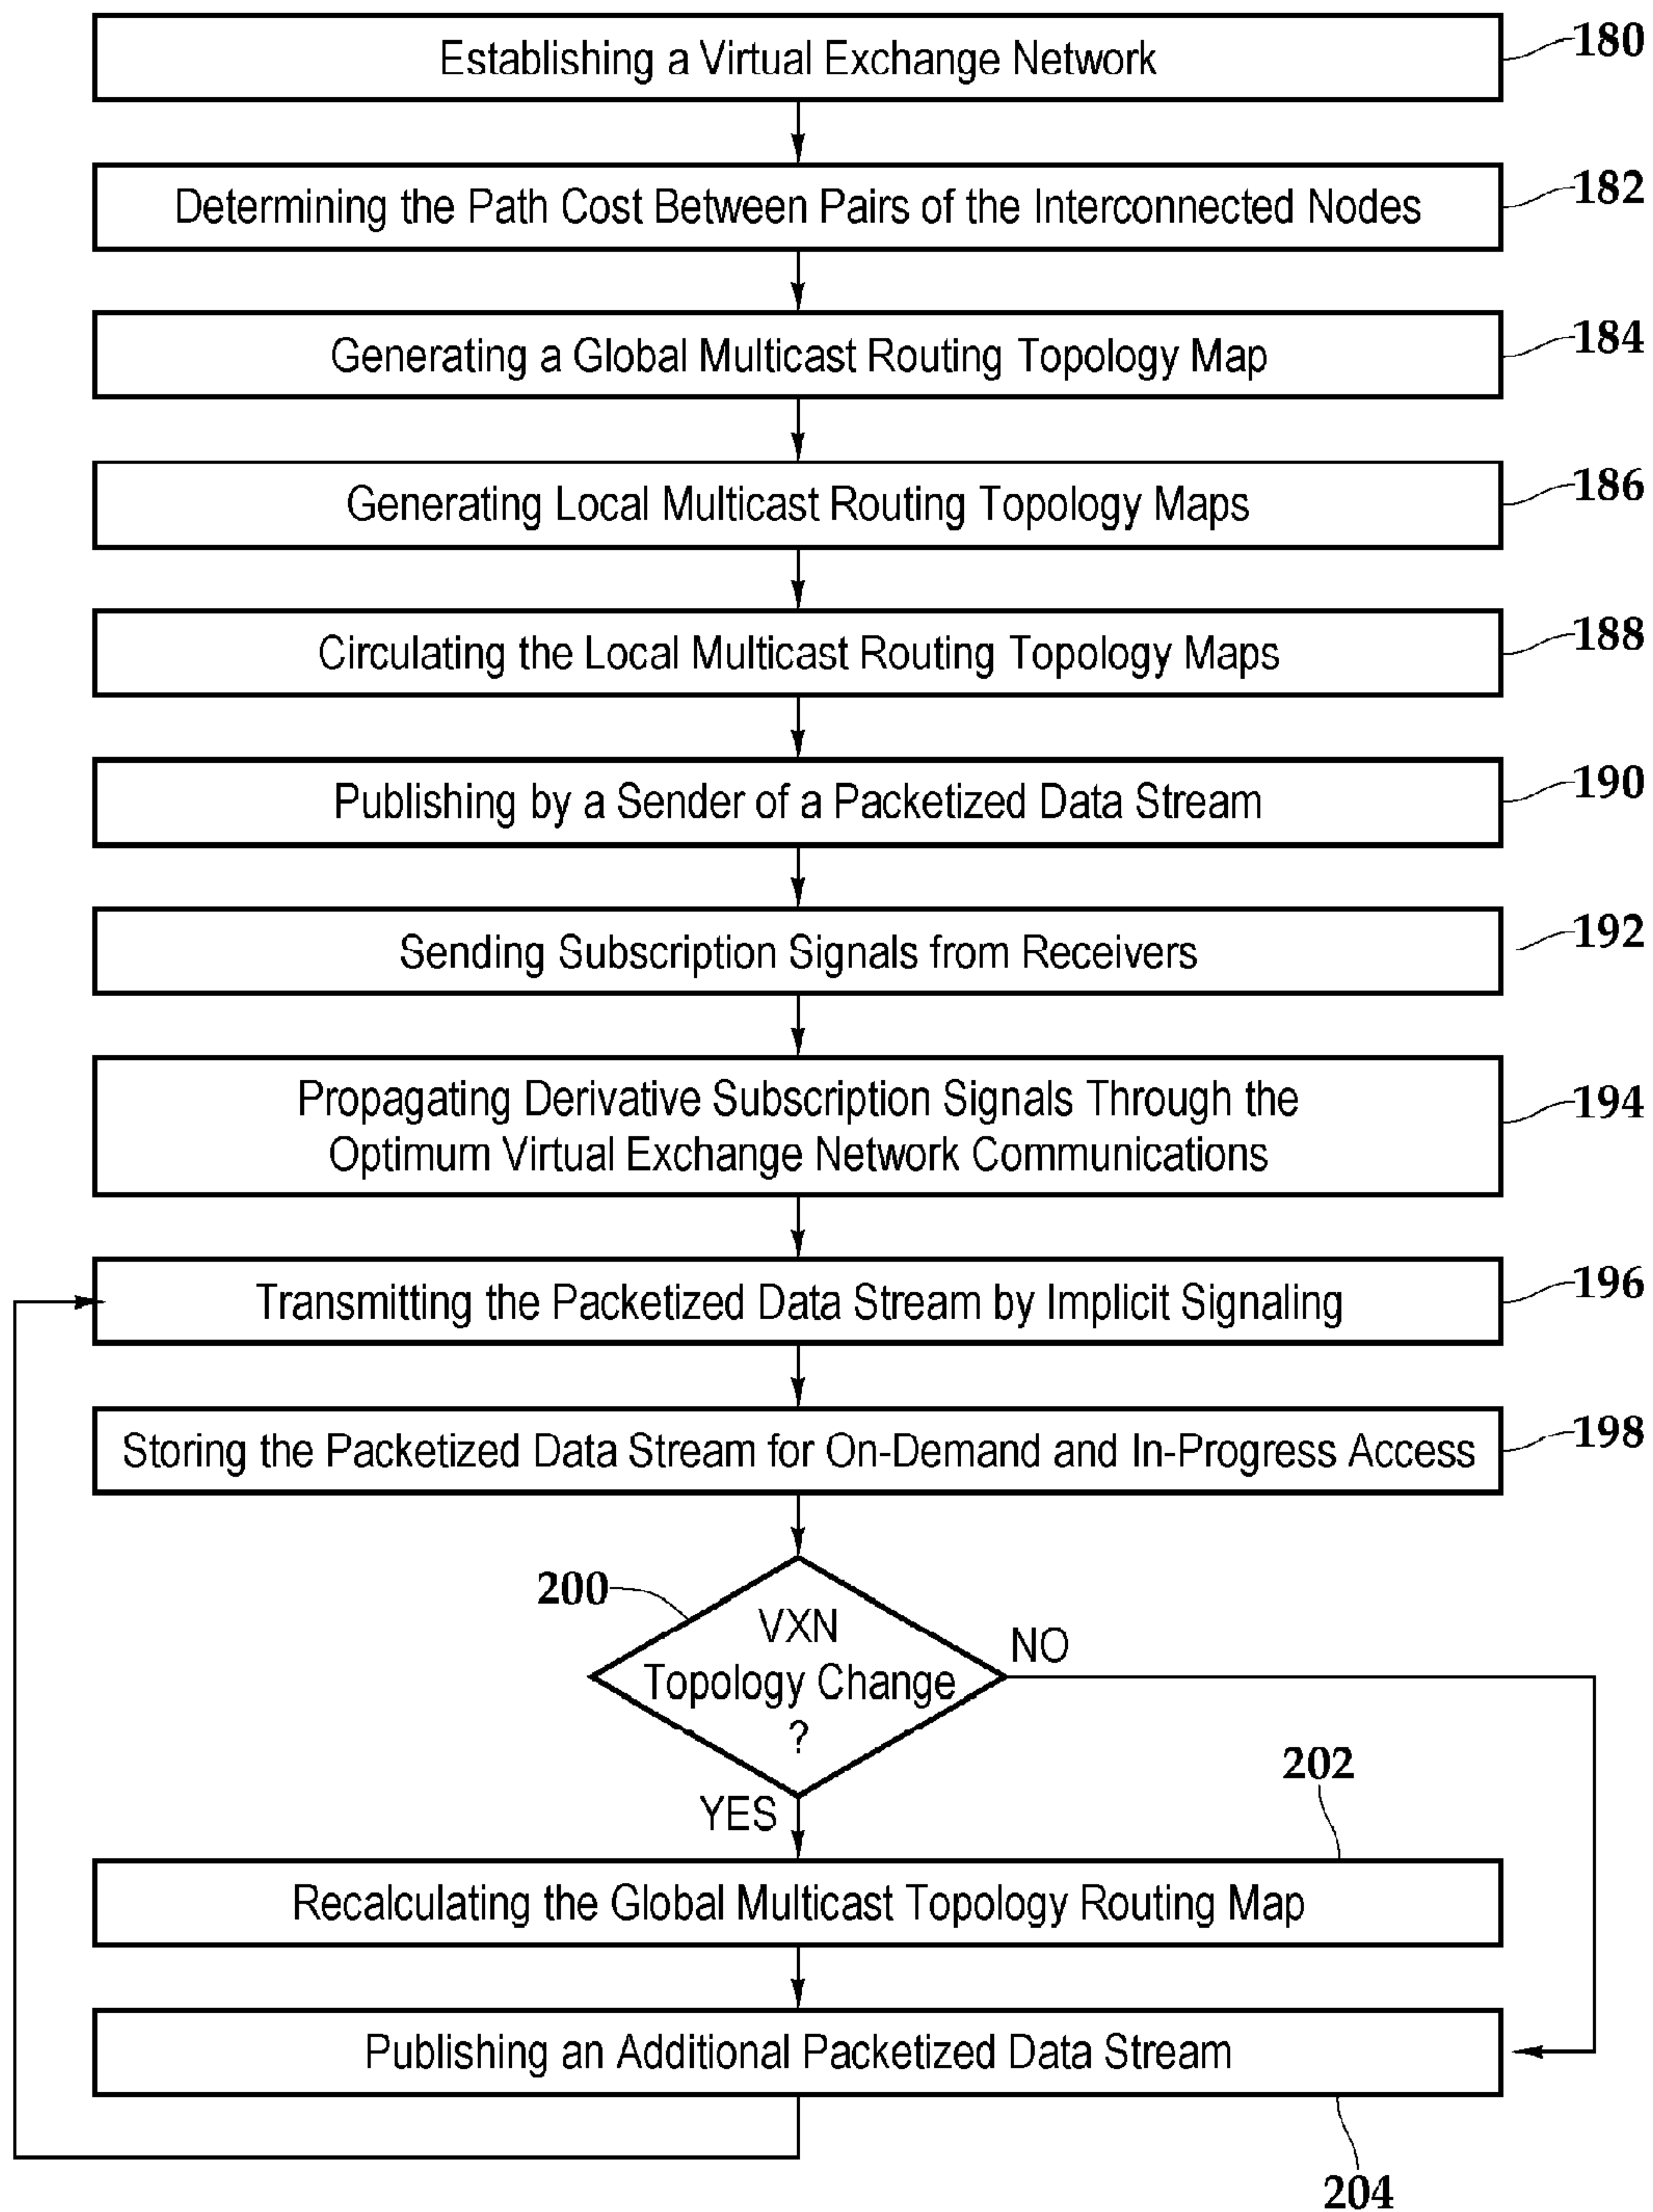 Establishing a Virtual Exchange Network
180
Determining the Path Cost Between Pairs of the Interconnected Nodes
182
Generating a Global Multicast Routing Topology Map
184
Generating Local Multicast Routing Topology Maps
186
Circulating the Local Multicast Routing Topology Maps
188
Publishing by a Sender of a Packetized Data Stream
190
Sending Subscription Signals from Receivers
192
Propagating Derivative Subscription Signals Through the
Optimum Virtual Exchange Network Communications
194
Transmitting the Packetized Data Stream by Implicit Signaling
196
Storing the Packetized Data Stream for On-Demand and In-Progress Access
198
200
VXN
Topology Change
?
NO
YES
202
Recalculating the Global Multicast Topology Routing Map
Publishing an Additional Packetized Data Stream
204